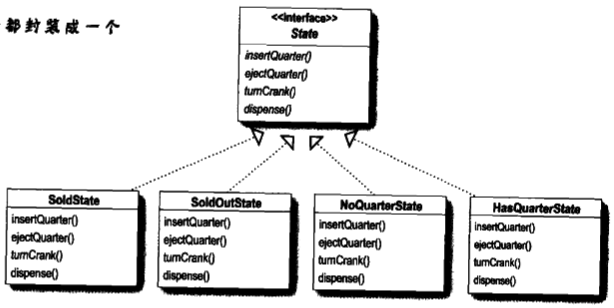 都封装成一个
<<interface>>
State
insertQuarter()
ejectQuarter()
turnCrank()
dispense()
SoldState
insertQuarter()
ejectQuarter()
turnCrank()
dispense()
SoldOutState
insertQuarter()
ejectQuarter()
turnCrank()
dispense()
NoQuarterState
insertQuarter()
ejectQuarter()
turnCrank()
dispense()
HasQuarterState
insertQuarter()
ejectQuarter()
turnCrank()
dispense()